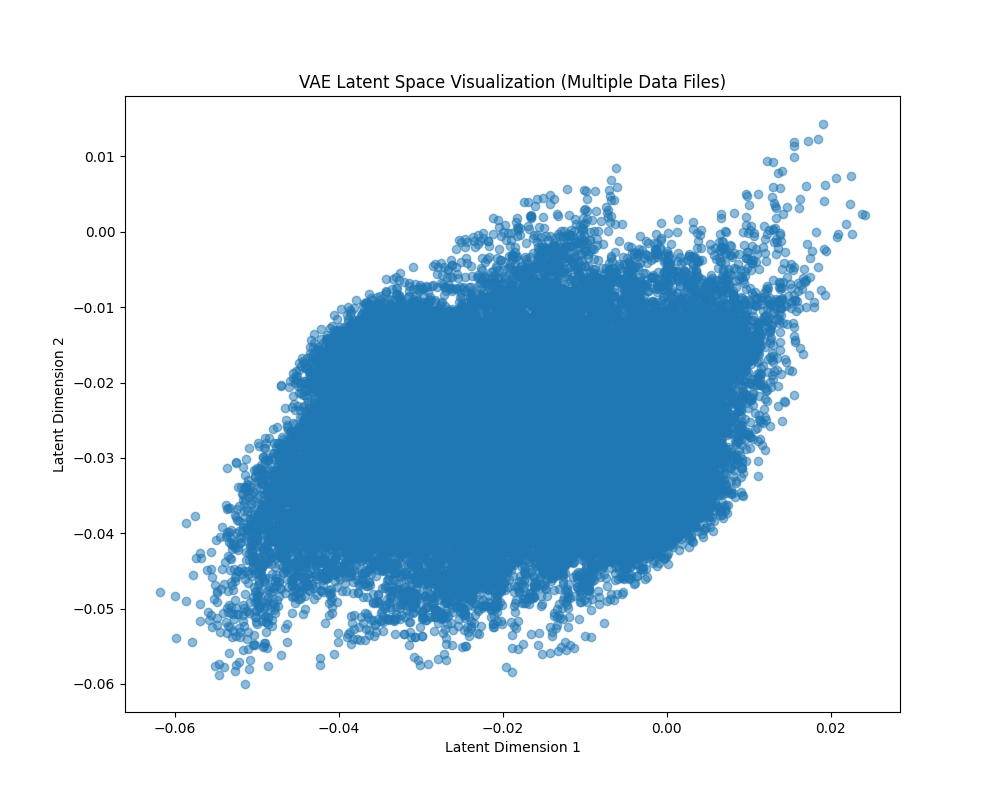 VAE Latent Space Visualization (Multiple Data Files)
0.01
0.00
−0.01
−0.02
−0.03
−0.04
−0.05
−0.06
Latent Dimension 2
−0.06 −0.04 −0.02 0.00 0.02
Latent Dimension 1